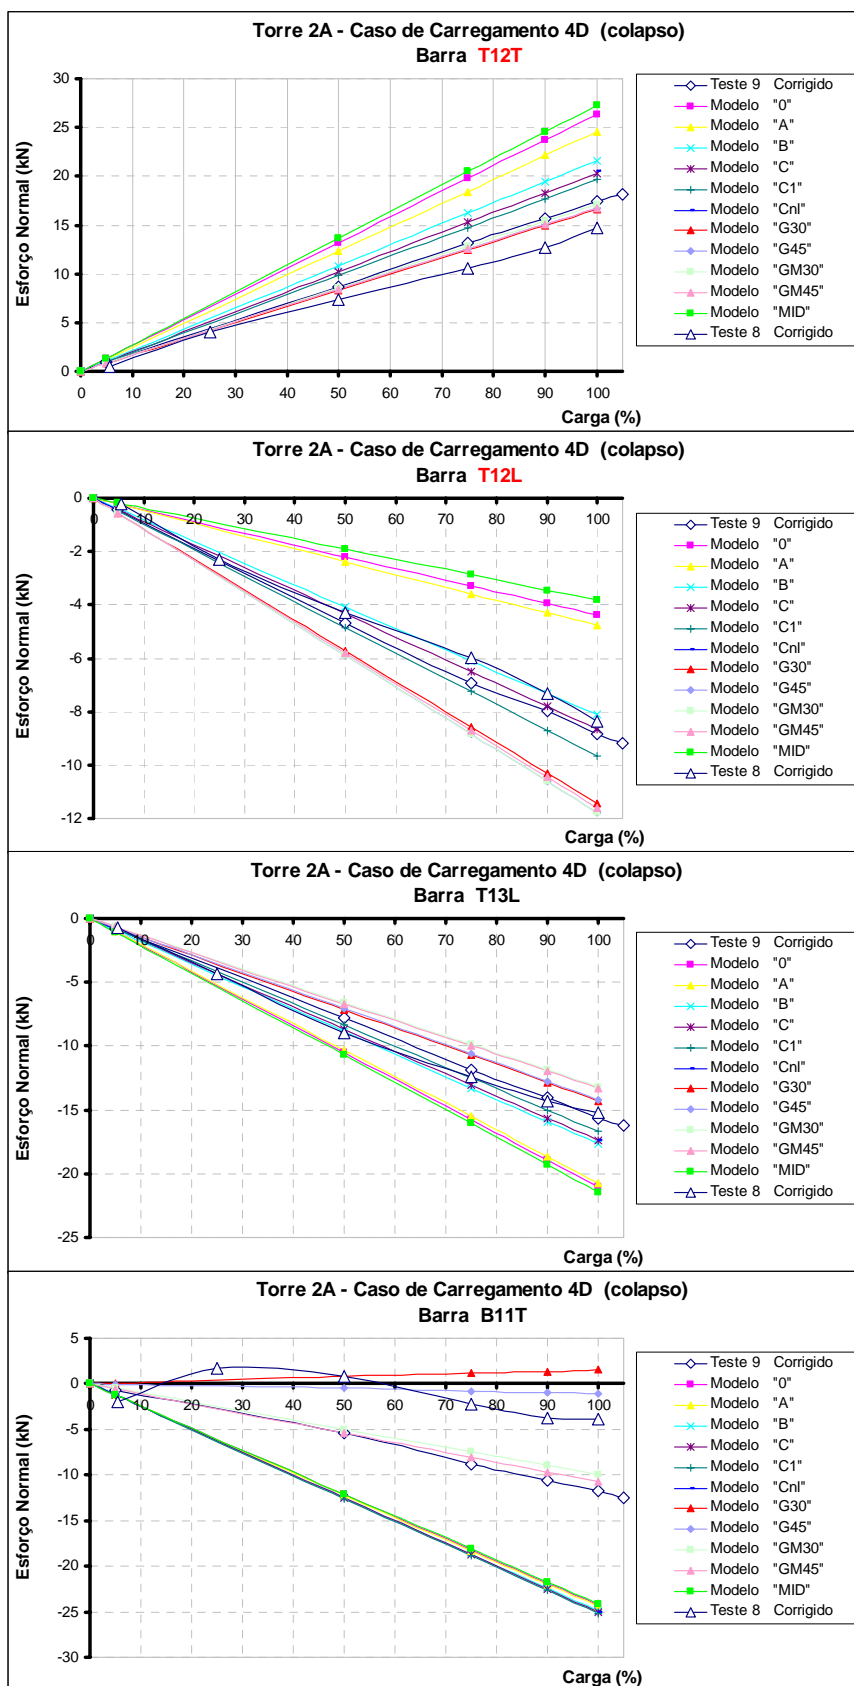 Torre 2A - Caso de Carregamento 4D (colapso)
Barra T12T
30
25
20
15
10
5
0
Esforço Normal (kN)
0 10 20 30 40 50 60 70 80 90 100
Carga (%)
Teste 9 Corrigido
Modelo "0"
Modelo "A"
Modelo "B"
Modelo "C"
Modelo "C1"
Modelo "Cnl"
Modelo "G30"
Modelo "G45"
Modelo "GM30"
Modelo "GM45"
Modelo "MID"
Teste 8 Corrigido
Torre 2A - Caso de Carregamento 4D (colapso)
Barra T12L
0
-2
-4
-6
-8
-10
-12
Esforço Normal (kN)
0 10 20 30 40 50 60 70 80 90 100
Carga (%)
Teste 9 Corrigido
Modelo "0"
Modelo "A"
Modelo "B"
Modelo "C"
Modelo "C1"
Modelo "Cnl"
Modelo "G30"
Modelo "G45"
Modelo "GM30"
Modelo "GM45"
Modelo "MID"
Teste 8 Corrigido
Torre 2A - Caso de Carregamento 4D (colapso)
Barra T13L
0
-5
-10
-15
-20
-25
Esforço Normal (kN)
0 10 20 30 40 50 60 70 80 90 100
Carga (%)
Teste 9 Corrigido
Modelo "0"
Modelo "A"
Modelo "B"
Modelo "C"
Modelo "C1"
Modelo "Cnl"
Modelo "G30"
Modelo "G45"
Modelo "GM30"
Modelo "GM45"
Modelo "MID"
Teste 8 Corrigido
Torre 2A - Caso de Carregamento 4D (colapso)
Barra B11T
5
0
-5
-10
-15
-20
-25
-30
Esforço Normal (kN)
0 10 20 30 40 50 60 70 80 90 100
Carga (%)
Teste 9 Corrigido
Modelo "0"
Modelo "A"
Modelo "B"
Modelo "C"
Modelo "C1"
Modelo "Cnl"
Modelo "G30"
Modelo "G45"
Modelo "GM30"
Modelo "GM45"
Modelo "MID"
Teste 8 Corrigido